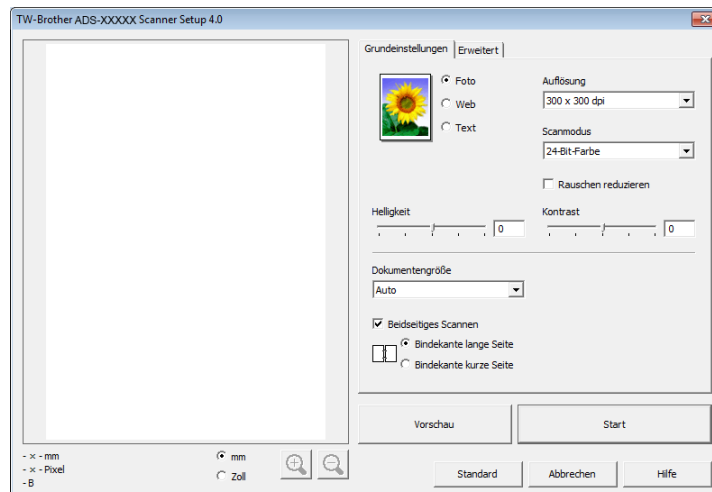 TW-Brother ADS-XXXXX Scanner Setup 4.0
Grundeinstellungen
Erweitert
Foto
Web
Text
Auflösung
300 x 300 dpi
Scanmodus
24-Bit-Farbe
Rauschen reduzieren
Helligkeit
0
Kontrast
0
Dokumentengröße
Auto
Beidseitiges Scannen
Bindekante lange Seite
Bindekante kurze Seite
Vorschau
Start
- x - mm
- x - Pixel
- B
mm
Zoll
Standard
Abbrechen
Hilfe